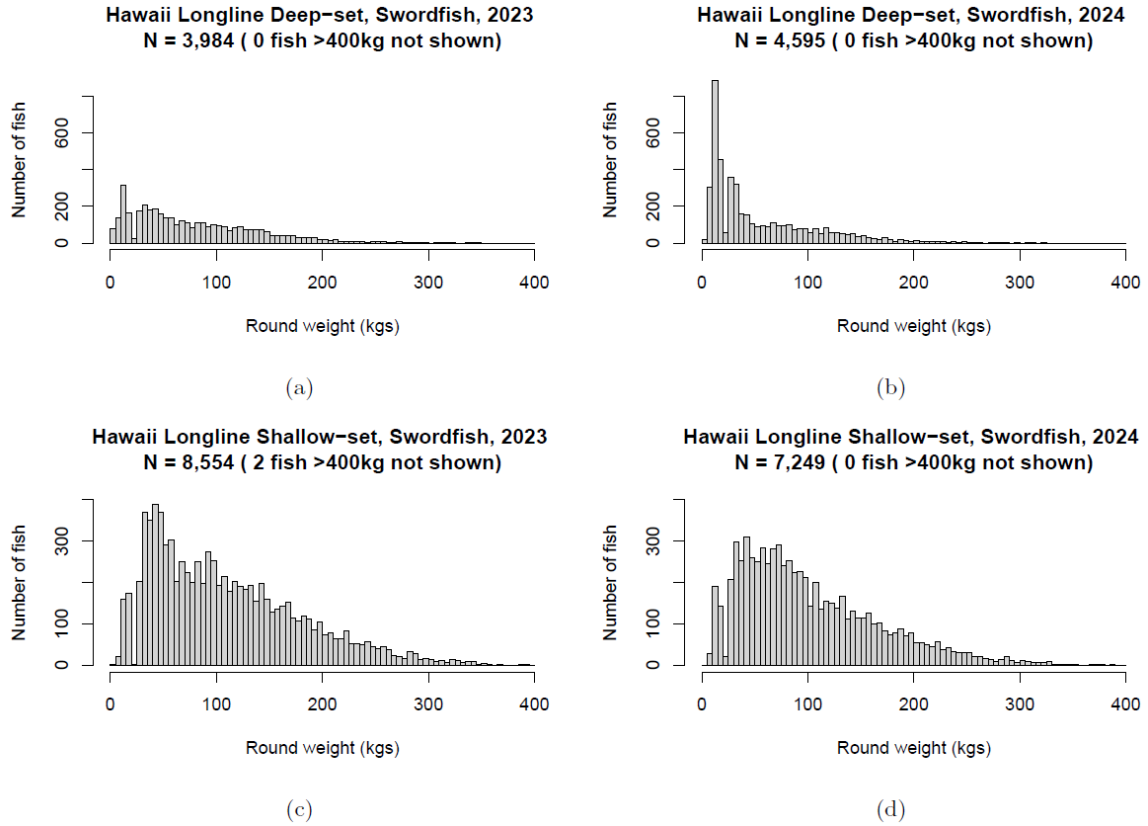 Hawaii Longline Deep−set, Swordfish, 2023
N = 3,984 ( 0 fish >400kg not shown)
Number of fish
600
200
0
0 100 200 300 400
Round weight (kgs)
(a)
Hawaii Longline Deep−set, Swordfish, 2024
N = 4,595 ( 0 fish >400kg not shown)
Number of fish
600
200
0
0 100 200 300 400
Round weight (kgs)
(b)
Hawaii Longline Shallow−set, Swordfish, 2023
N = 8,554 ( 2 fish >400kg not shown)
Number of fish
300
100
0
0 100 200 300 400
Round weight (kgs)
(c)
Hawaii Longline Shallow−set, Swordfish, 2024
N = 7,249 ( 0 fish >400kg not shown)
Number of fish
300
100
0
0 100 200 300 400
Round weight (kgs)
(d)